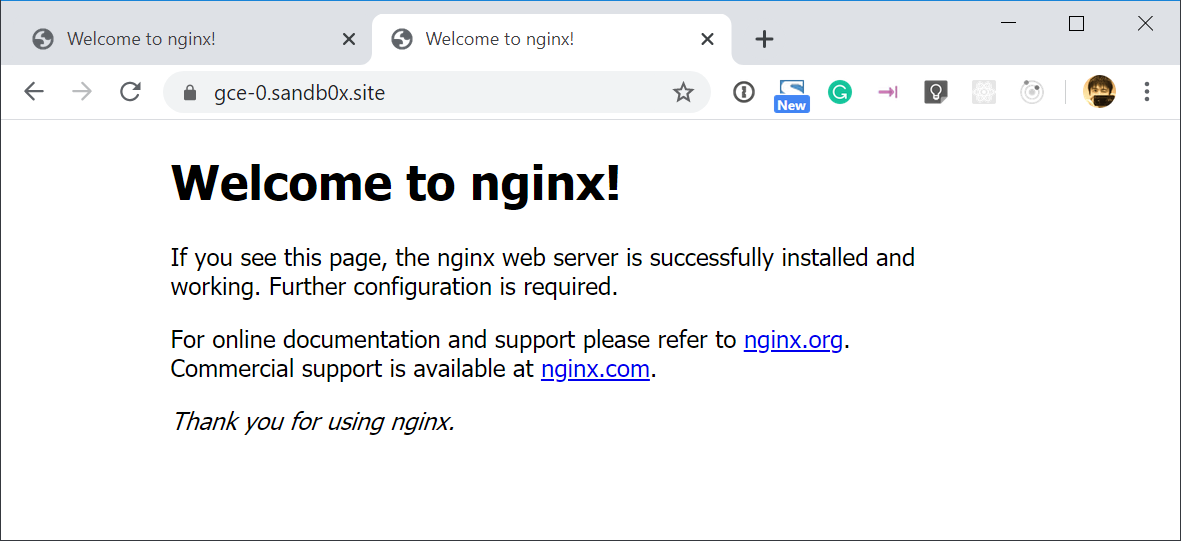 Welcome to nginx!
Welcome to nginx!
gce-0.sandb0x.site
New
Welcome to nginx!
If you see this page, the nginx web server is successfully installed and
working. Further configuration is required.
For online documentation and support please refer to nginx.org.
Commercial support is available at nginx.com.
Thank you for using nginx.